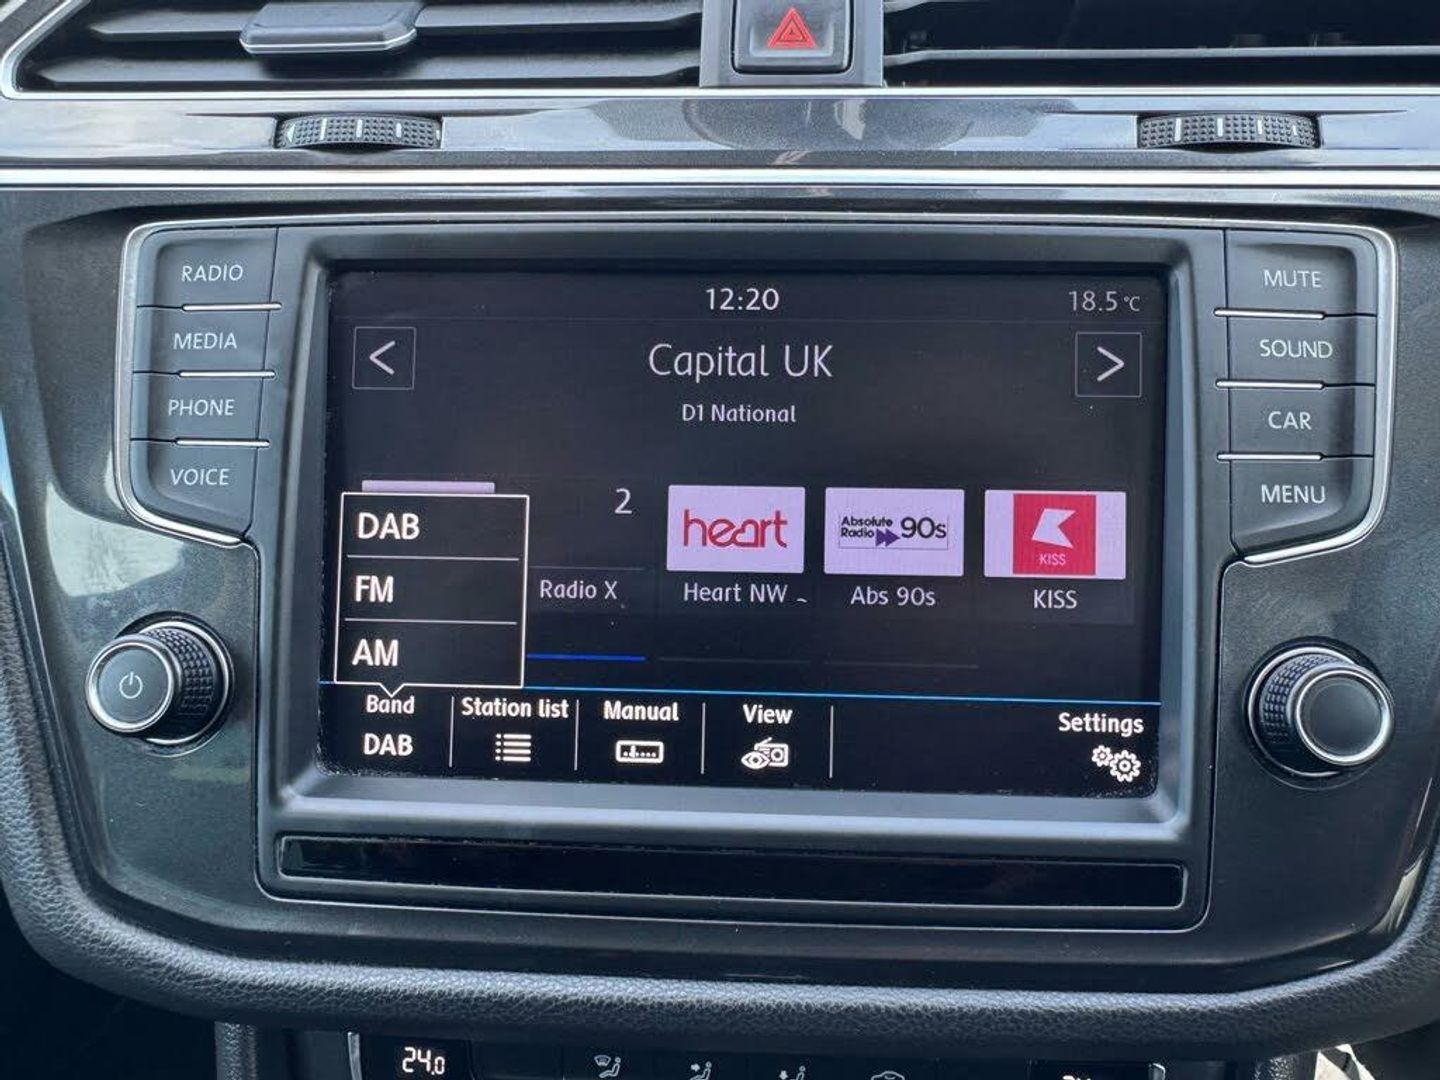 RADIO
MEDIA
PHONE
VOICE
MUTE
SOUND
CAR
MENU
12:20
18.5 °C
<
Capital UK
>
D1 National
2
heart
Absolute Radio 90s
KISS
Radio X
Heart NW
Abs 90s
KISS
DAB
FM
AM
Band
DAB
Station list
Manual
View
Settings
24.0